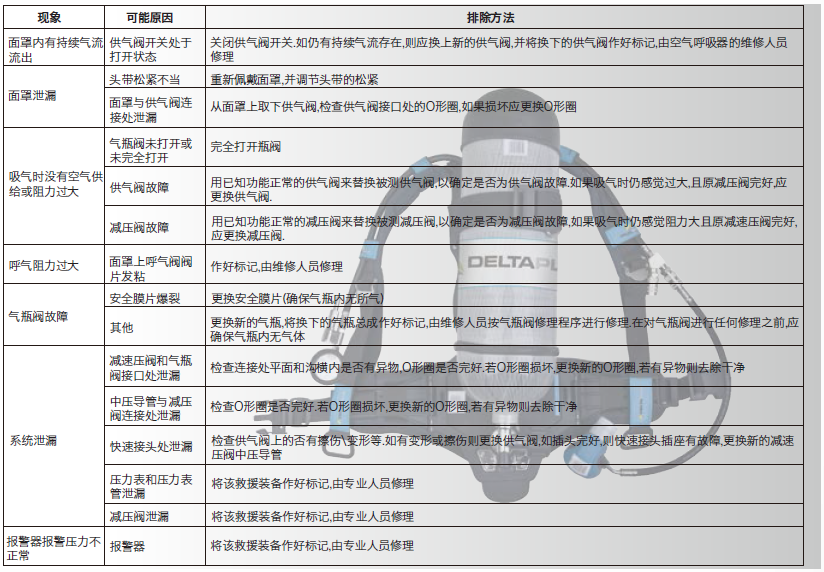 现象 可能原因 排除方法
面罩内有持续气流
流出
供气阀开关处于
打开状态
关闭供气阀开关.如仍有持续气流存在,则应换上新的供气阀,并将换下的供气阀作好标记,由空气呼吸器的维修人员
修理
面罩泄漏
头带松紧不当
重新佩戴面罩,并调节头带的松紧
面罩与供气阀连
接处泄漏
从面罩上取下供气阀,检查供气阀接口处的O形圈,如果损坏应更换O形圈
吸气时没有空气供
给或阻力过大
气瓶阀未打开或
未完全打开
完全打开瓶阀
供气阀故障
用已知功能正常的供气阀来替换被测供气阀,以确定是否为供气阀故障.如果吸气时仍感觉过大,且原减压阀完好,应
更换供气阀.
减压阀故障
用已知功能正常的减压阀来替换被测减压阀,以确定是否为减压阀故障,如果吸气时仍感觉阻力大且原减速压阀完好,
应更换减压阀.
呼气阻力过大
面罩上呼气阀阀
片发粘
作好标记,由维修人员修理
气瓶阀故障
安全膜片爆裂
更换安全膜片(确保气瓶内无所气)
其他
更换新的气瓶,将换下的气瓶总成作好标记,由维修人员按气瓶阀修理程序进行修理.在对气瓶阀进行任何修理之前,应
确保气瓶内无气体
系统泄漏
减速压阀和气瓶
阀接口处泄漏
检查连接处平面和沟横内是否有异物,O形圈是否完好.若O形圈损坏,更换新的O形圈,若有异物则去除干净
中压导管与减压
阀连接处泄漏
检查O形圈是否完好.若O形圈损坏,更换新的O形圈,若有异物则去除干净
快速接头处泄漏
检查供气阀上的否有擦伤\变形等.如有变形或擦伤则更换供气阀,如插头完好,则快速接头插座有故障,更换新的减速
压阀中压导管
压力表和压力表
管泄漏
将该救援装备作好标记,由专业人员修理
减压阀泄漏
将该救援装备作好标记,由专业人员修理
报警器报警压力不
正常
报警器
将该救援装备作好标记,由专业人员修理
DELTAPL